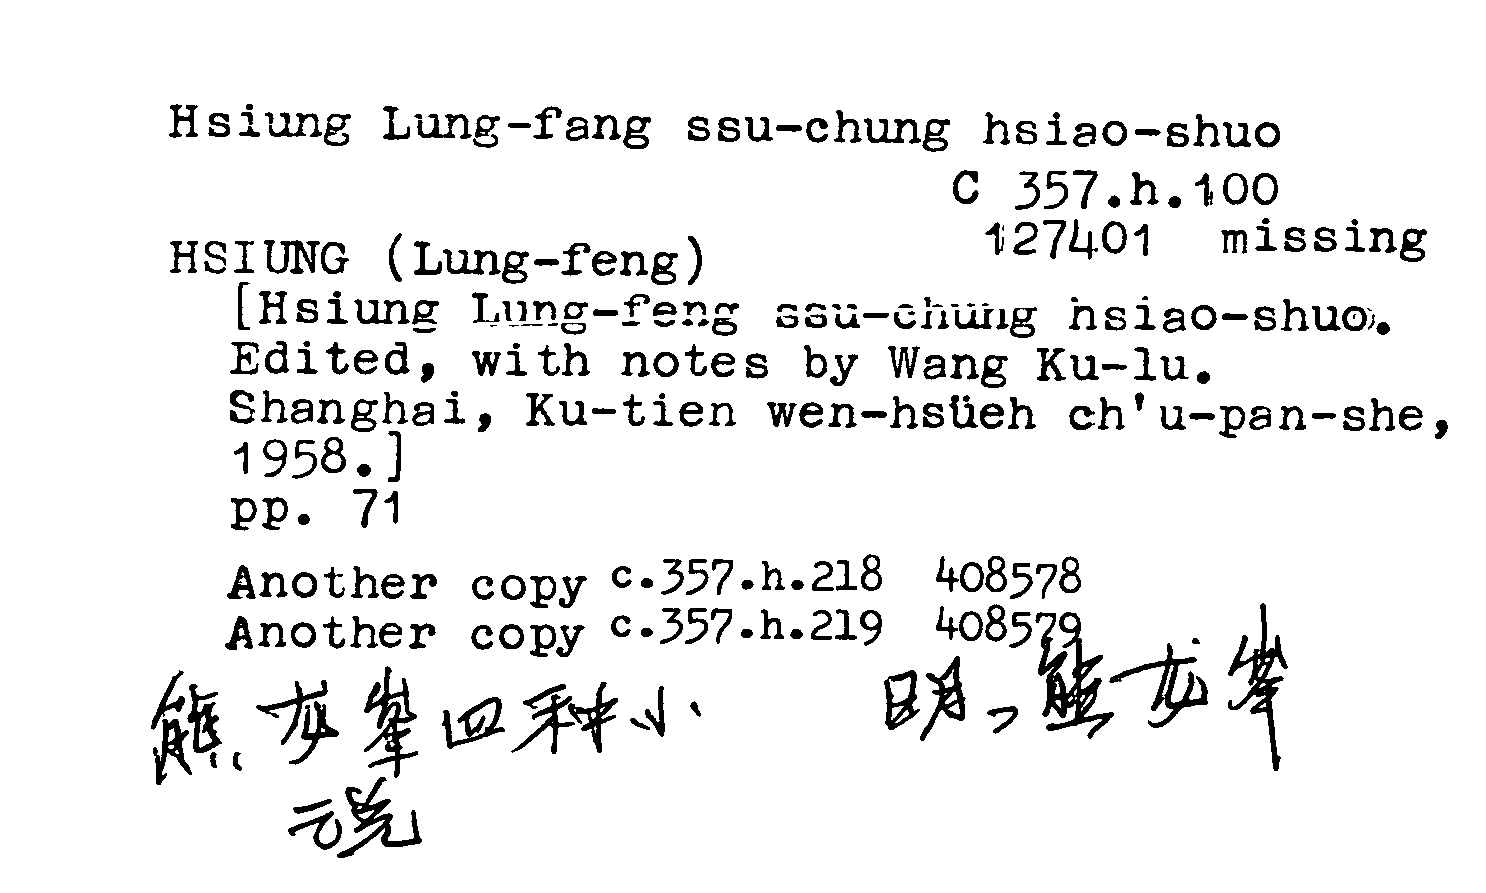 Hsiung Lung-fang ssu-chung hsiao-shuo
C 357.h.100
127401 missing
HSIUNG (Lung-feng)
[Hsiung Lung-feng ssu-chung hsiao-shuo.
Edited, with notes by Wang Ku-lu.
Shanghai, Ku-tien wen-hsüeh ch'u-pan-she,
1958.]
pp. 71
Another copy c.357.h.218 408578
Another copy c.357.h.219 408579
熊龙峯四种小 明、熊龙峯
说